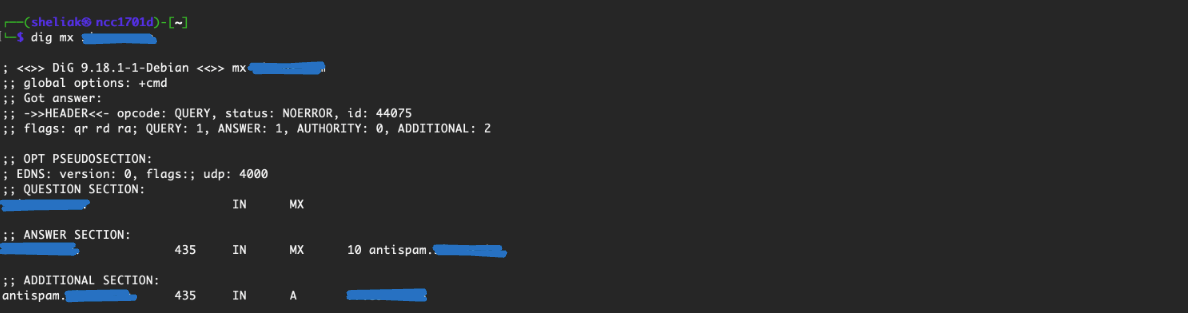 (sheliak㉿ncc1701d)-[~]
$ dig mx
; <<>> DiG 9.18.1-1-Debian <<>> mx
;; global options: +cmd
;; Got answer:
;; ->>HEADER<<- opcode: QUERY, status: NOERROR, id: 44075
;; flags: qr rd ra; QUERY: 1, ANSWER: 1, AUTHORITY: 0, ADDITIONAL: 2
;; OPT PSEUDOSECTION:
; EDNS: version: 0, flags:; udp: 4000
;; QUESTION SECTION:
IN MX
;; ANSWER SECTION:
435 IN MX 10 antispam.
;; ADDITIONAL SECTION:
antispam. 435 IN A